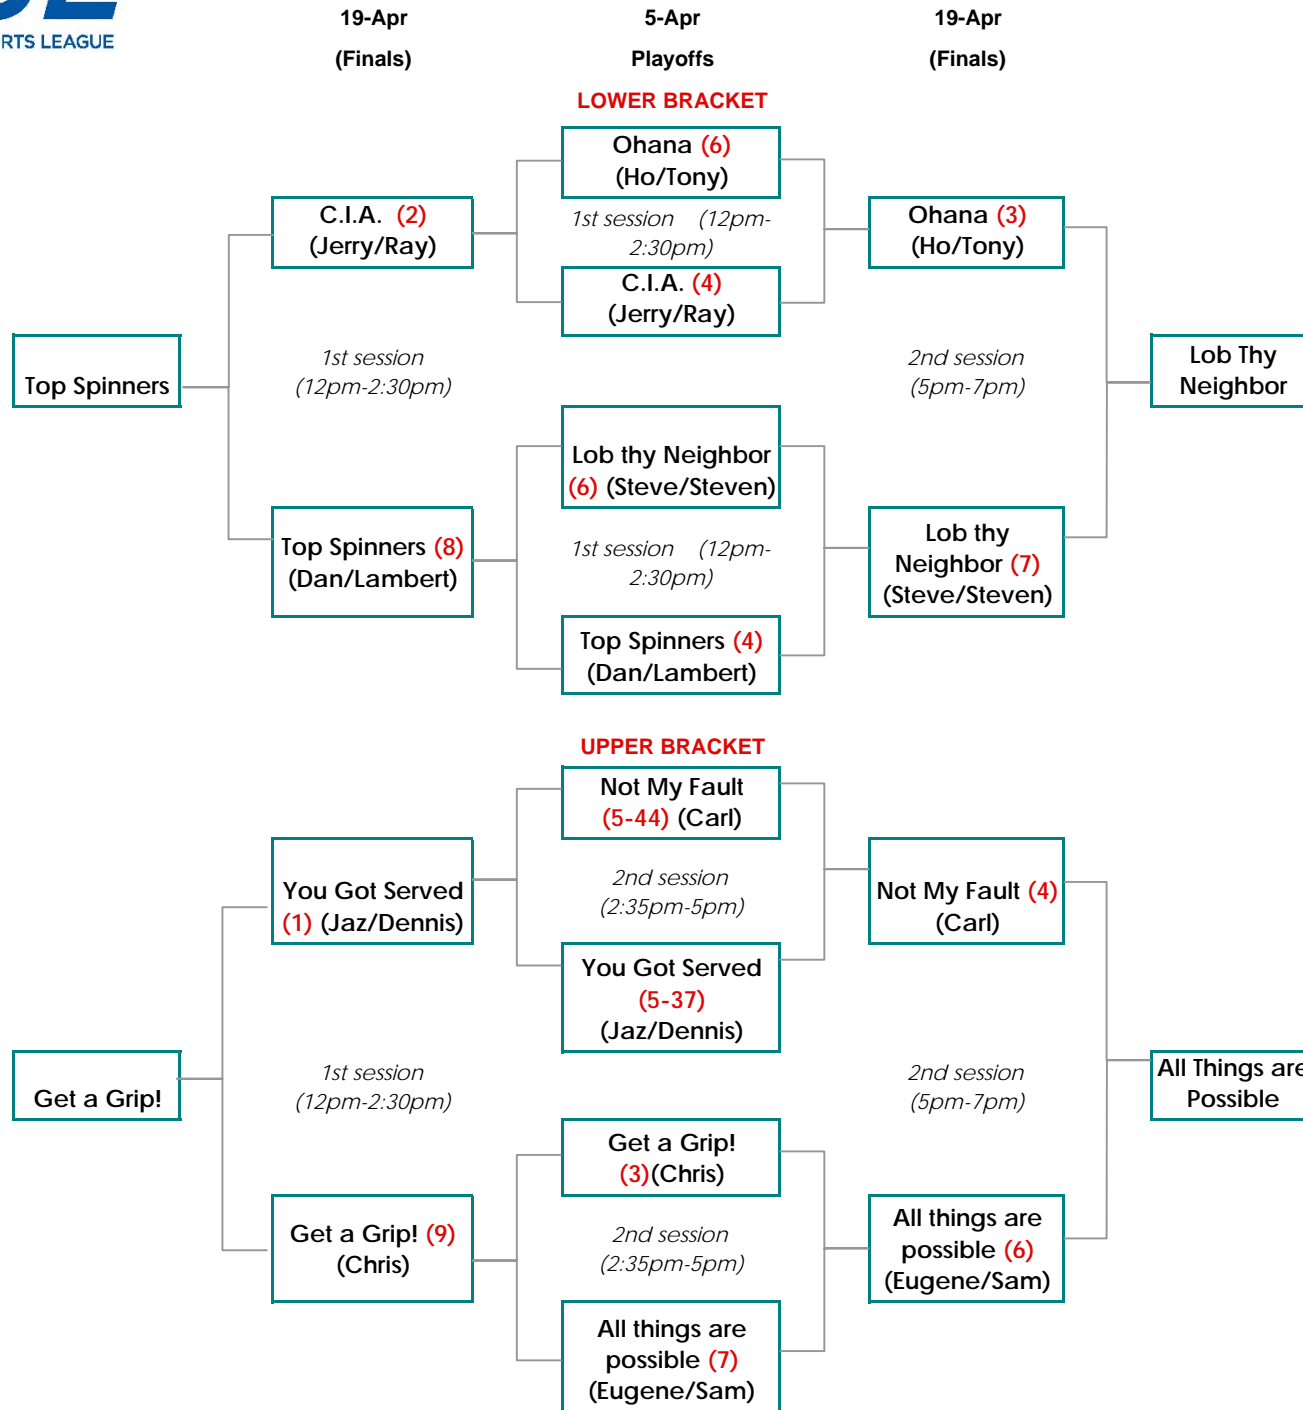 RTS LEAGUE
19-Apr
5-Apr
19-Apr
(Finals)
Playoffs
(Finals)
LOWER BRACKET
Ohana (6)
(Ho/Tony)
C.I.A. (2)
(Jerry/Ray)
1st session (12pm-
2:30pm)
Ohana (3)
(Ho/Tony)
C.I.A. (4)
(Jerry/Ray)
Top Spinners
1st session
(12pm-2:30pm)
2nd session
(5pm-7pm)
Lob Thy
Neighbor
Lob thy Neighbor
(6) (Steve/Steven)
Top Spinners (8)
(Dan/Lambert)
1st session (12pm-
2:30pm)
Lob thy
Neighbor (7)
(Steve/Steven)
Top Spinners (4)
(Dan/Lambert)
UPPER BRACKET
Not My Fault
(5-44) (Carl)
You Got Served
(1) (Jaz/Dennis)
2nd session
(2:35pm-5pm)
Not My Fault (4)
(Carl)
You Got Served
(5-37)
(Jaz/Dennis)
Get a Grip!
1st session
(12pm-2:30pm)
2nd session
(5pm-7pm)
All Things are
Possible
Get a Grip!
(3)(Chris)
Get a Grip! (9)
(Chris)
2nd session
(2:35pm-5pm)
All things are
possible (6)
(Eugene/Sam)
All things are
possible (7)
(Eugene/Sam)